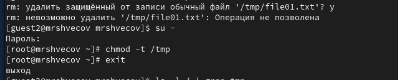 rm: удалить защищённый от записи обычный файл '/tmp/file01.txt'? y
rm: невозможно удалить '/tmp/file01.txt': Операция не позволена
[guest2@mrshvecov mrshvecov]$ su -
Пароль:
[root@mrshvecov ~]# chmod -t /tmp
[root@mrshvecov ~]# exit
выход